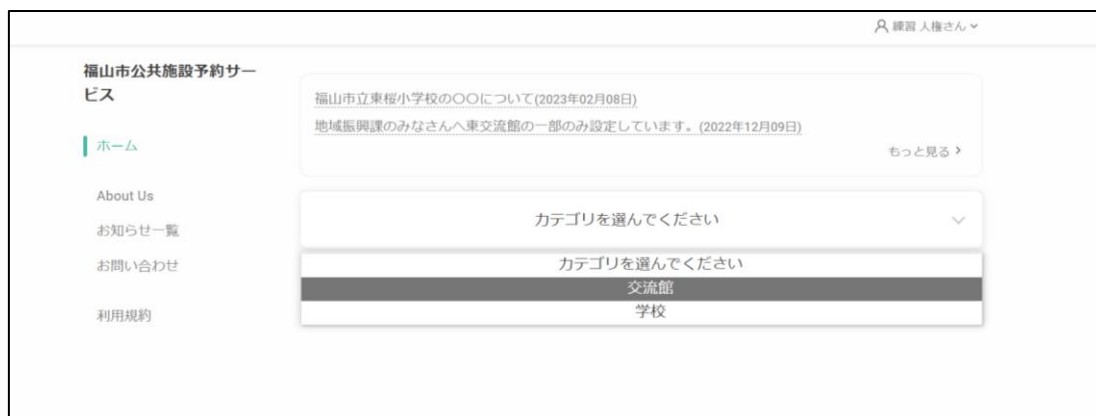 練習 人権さん
福山市公共施設予約サー
ビス
ホーム
About Us
お知らせ一覧
お問い合わせ
利用規約
福山市立東桜小学校の〇〇について(2023年02月08日)
地域振興課のみなさんへ東交流館の一部のみ設定しています。(2022年12月09日)
もっと見る
カテゴリを選んでください
カテゴリを選んでください
交流館
学校